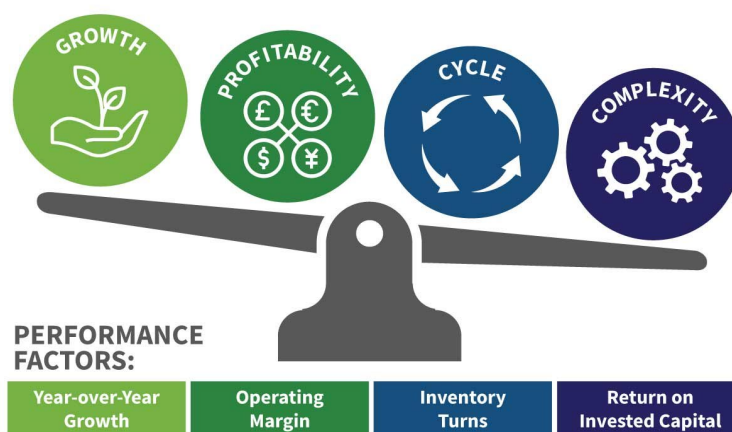 GROWTH
PROFITABILITY
£ €
$ ¥
CYCLE
COMPLEXITY
PERFORMANCE
FACTORS:
Year-over-Year
Growth
Operating
Margin
Inventory
Turns
Return on
Invested Capital